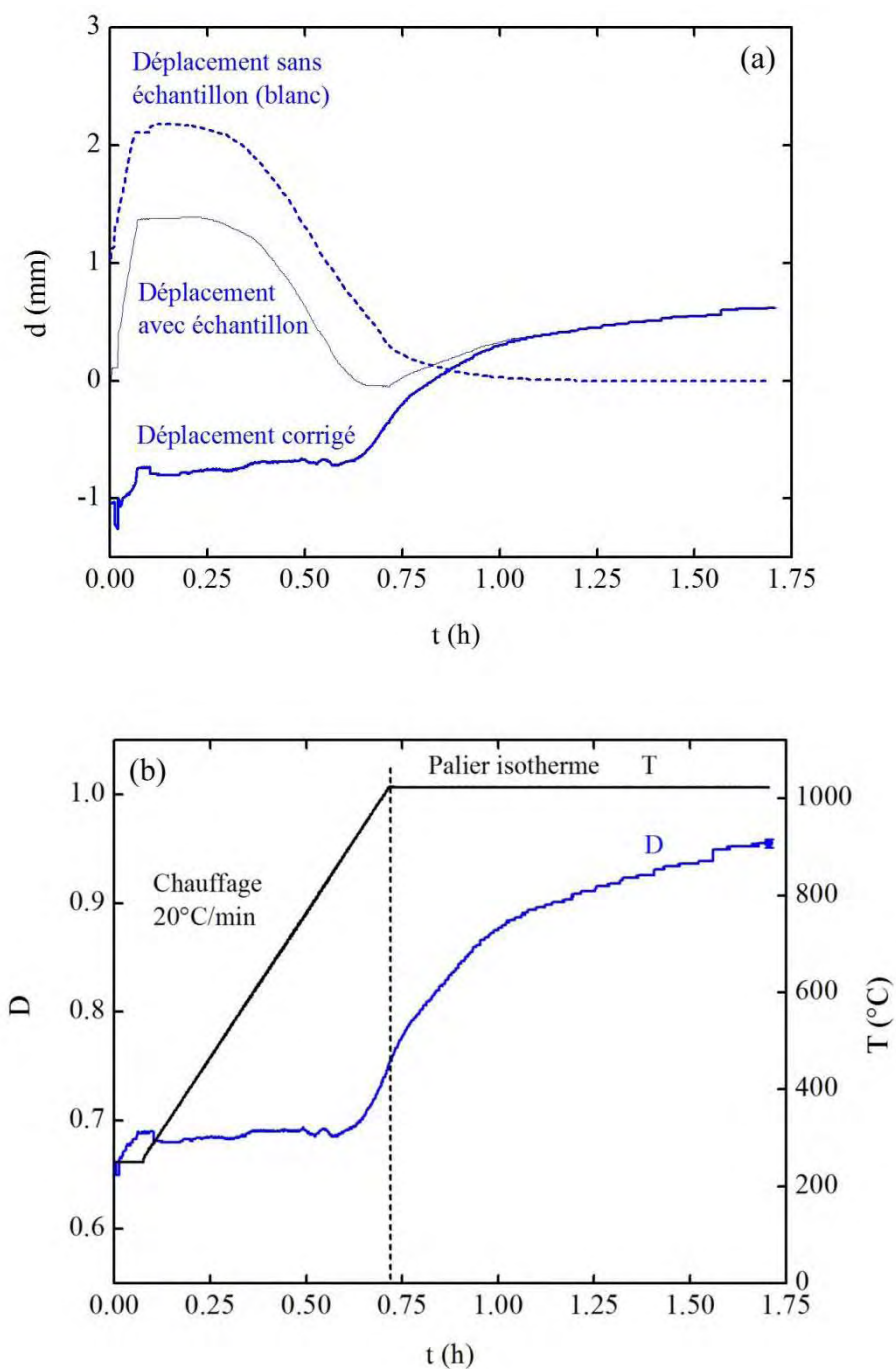 (a)
Déplacement sans
échantillon (blanc)
Déplacement
avec échantillon
Déplacement corrigé
d (mm)
3
2
1
0
-1
0.00 0.25 0.50 0.75 1.00 1.25 1.50 1.75
t (h)
(b)
Palier isotherme T
D
Chauffage
20°C/min
D
1.0
0.9
0.8
0.7
0.6
T (°C)
1000
800
600
400
200
0
0.00 0.25 0.50 0.75 1.00 1.25 1.50 1.75
t (h)